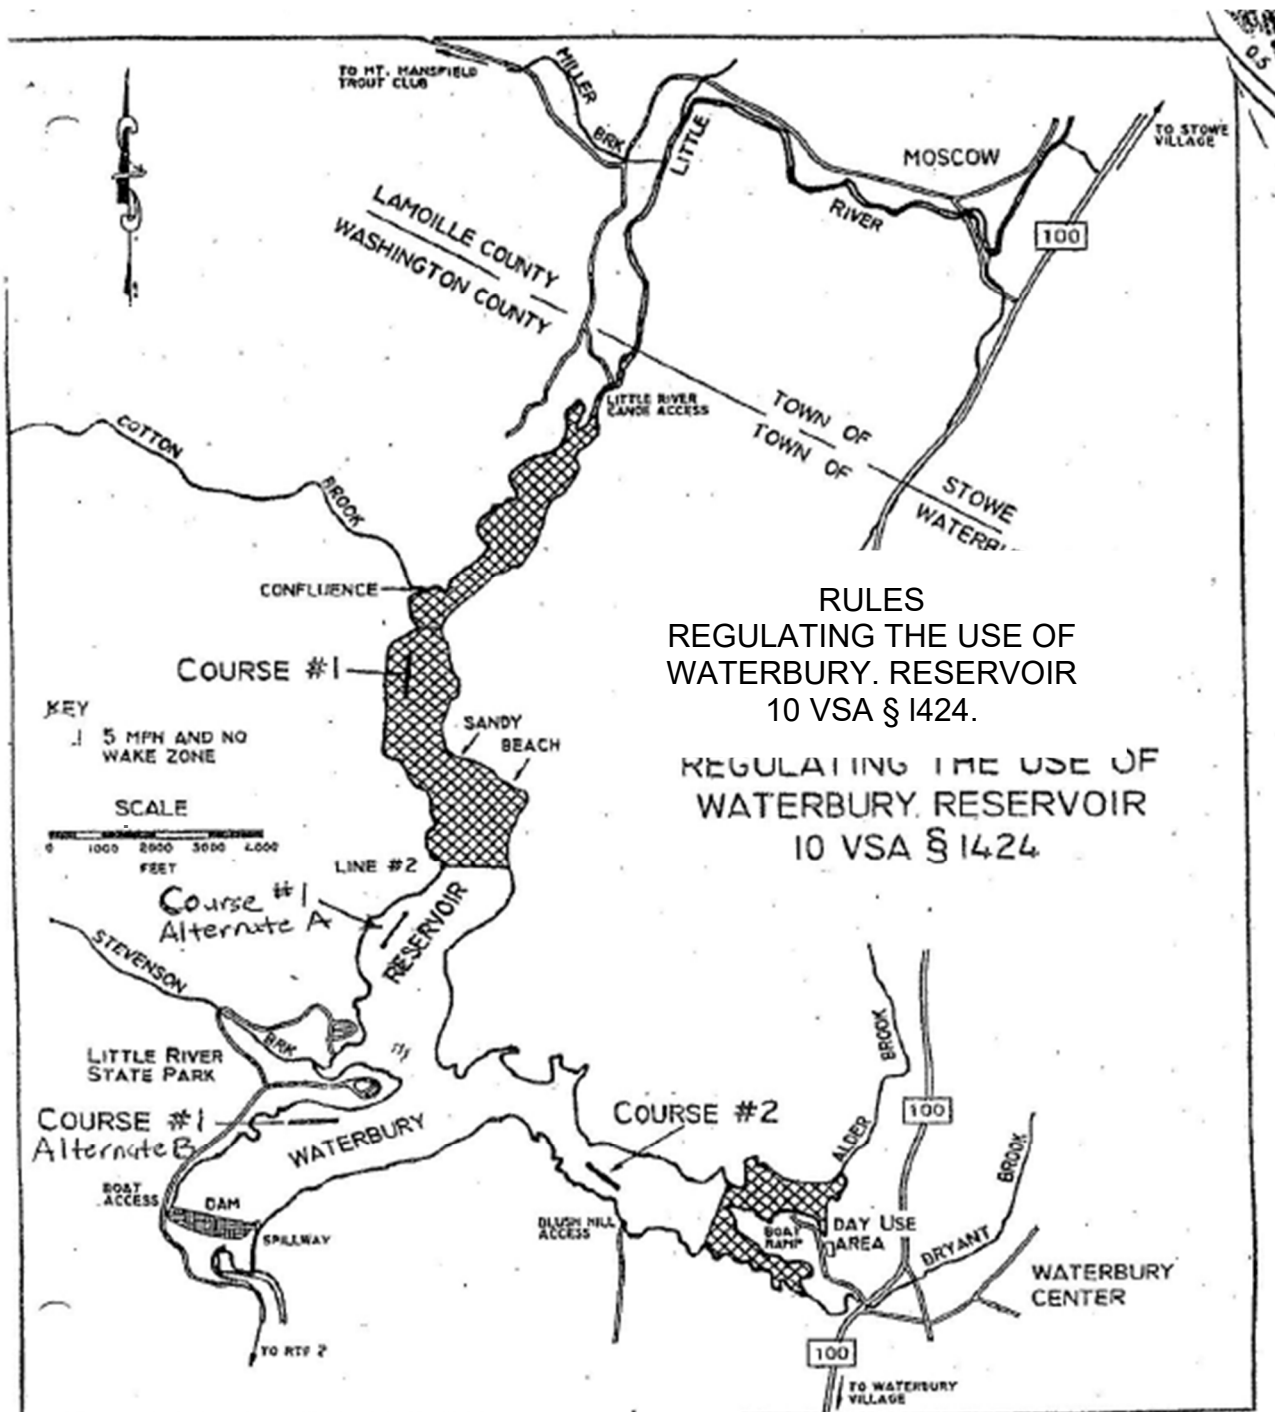 0.5
TO MT. MANSFIELD
TROUT CLUB
MILLER
BRK
LITTLE
RIVER
MOSCOW
TO STOWE
VILLAGE
100
LAMOILLE COUNTY
WASHINGTON COUNTY
LITTLE RIVER
CANOE ACCESS
TOWN OF
TOWN OF
STOWE
COTTON
BROOK
CONFLUENCE
RULES
REGULATING THE USE OF
WATERBURY. RESERVOIR
10 VSA § I424.
COURSE #1
KEY
5 MPH AND NO
WAKE ZONE
SANDY
BEACH
REGULATING THE USE OF
WATERBURY. RESERVOIR
10 VSA § 1424
SCALE
0 1000 2000 3000 4000
FEET
LINE #2
Course #1
Alternate A
RESERVOIR
STEVENSON
BRK
LITTLE RIVER
STATE PARK
COURSE #1
Alternate B
WATERBURY
COURSE #2
BROOK
ALDER
100
BROOK
BRYANT
BOAT
ACCESS
DAM
SPILLWAY
BLUSH HILL
ACCESS
BOAT
RAMP
DAY USE
AREA
WATERBURY
CENTER
TO RTE 2
100
TO WATERBURY
VILLAGE